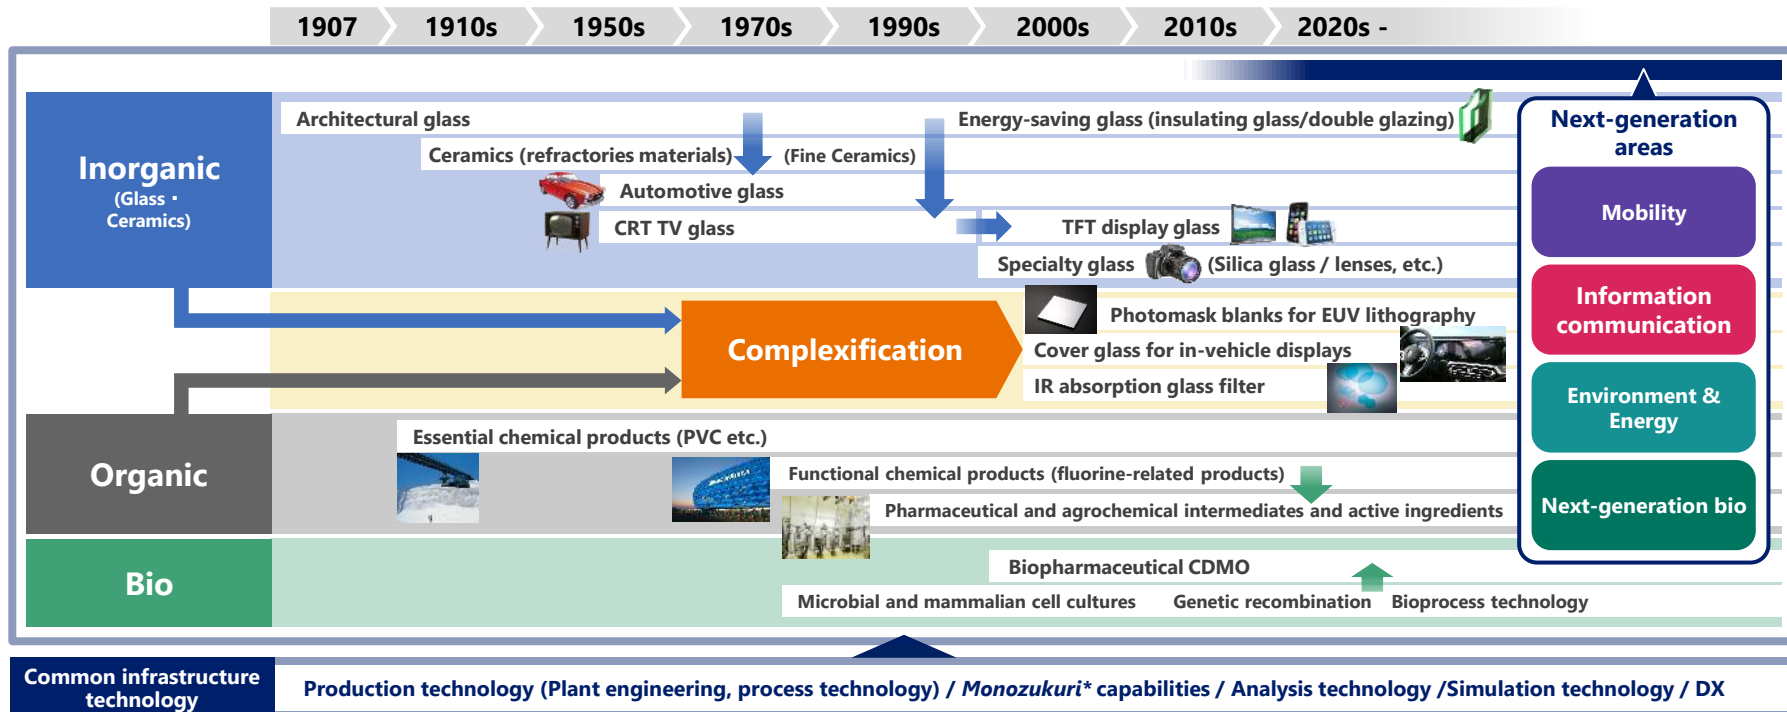 1907 1910s 1950s 1970s 1990s 2000s 2010s 2020s -
Inorganic
(Glass・
Ceramics)
Architectural glass
Energy-saving glass (insulating glass/double glazing)
Ceramics (refractories materials)
(Fine Ceramics)
Automotive glass
CRT TV glass
TFT display glass
Specialty glass
(Silica glass / lenses, etc.)
Complexification
Photomask blanks for EUV lithography
Cover glass for in-vehicle displays
IR absorption glass filter
Organic
Essential chemical products (PVC etc.)
Functional chemical products (fluorine-related products)
Pharmaceutical and agrochemical intermediates and active ingredients
Bio
Biopharmaceutical CDMO
Microbial and mammalian cell cultures
Genetic recombination
Bioprocess technology
Next-generation
areas
Mobility
Information
communication
Environment &
Energy
Next-generation bio
Common infrastructure
technology
Production technology (Plant engineering, process technology) / Monozukuri* capabilities / Analysis technology /Simulation technology / DX